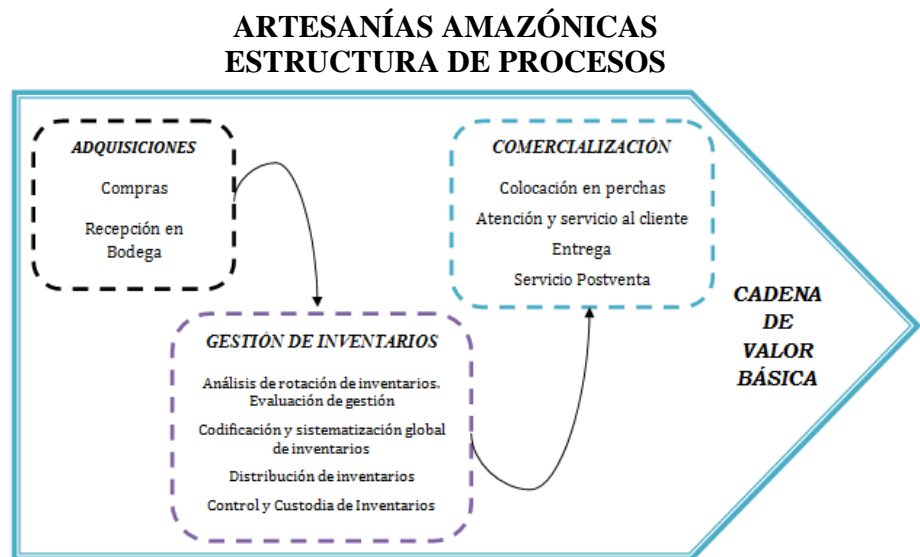 ARTESANÍAS AMAZÓNICAS
ESTRUCTURA DE PROCESOS
ADQUISICIONES
Compras
Recepción en
Bodega
GESTIÓN DE INVENTARIOS
Análisis de rotación de inventarios.
Evaluación de gestión
Codificación y sistematización global
de inventarios
Distribución de inventarios
Control y Custodia de Inventarios
COMERCIALIZACIÓN
Colocación en perchas
Atención y servicio al cliente
Entrega
Servicio Postventa
CADENA
DE
VALOR
BÁSICA